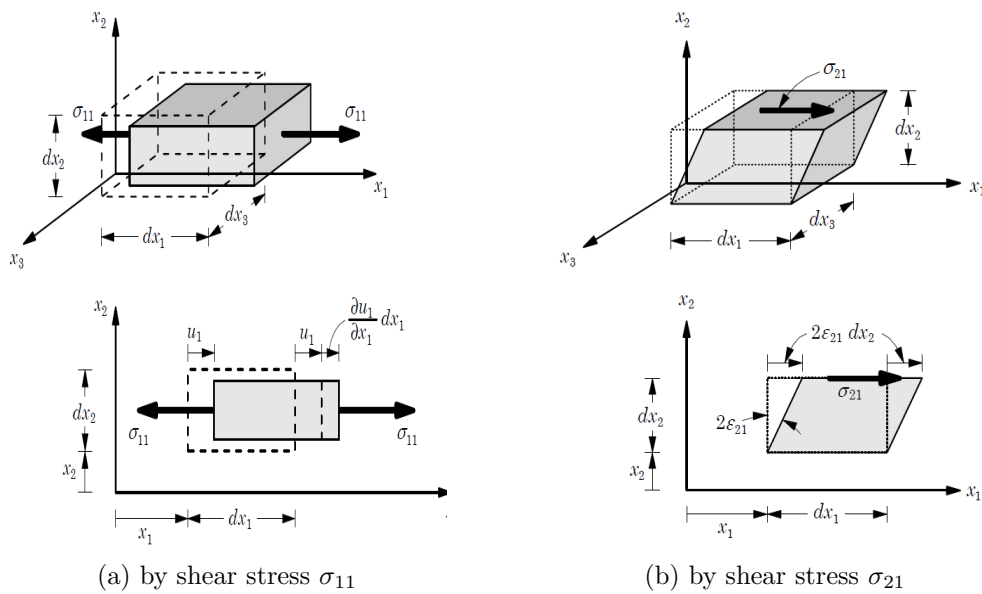 x₂
σ₁₁
σ₁₁
dx₂
x₁
dx₃
dx₁
x₃
x₂
u₁
u₁
∂u₁/∂x₁ dx₁
dx₂
σ₁₁
σ₁₁
x₂
x₁
dx₁
(a) by shear stress σ₁₁
x₂
σ₂₁
dx₂
x₁
dx₃
dx₁
x₃
x₂
2ε₂₁ dx₂
σ₂₁
dx₂
2ε₂₁
x₂
x₁
x₁
dx₁
(b) by shear stress σ₂₁